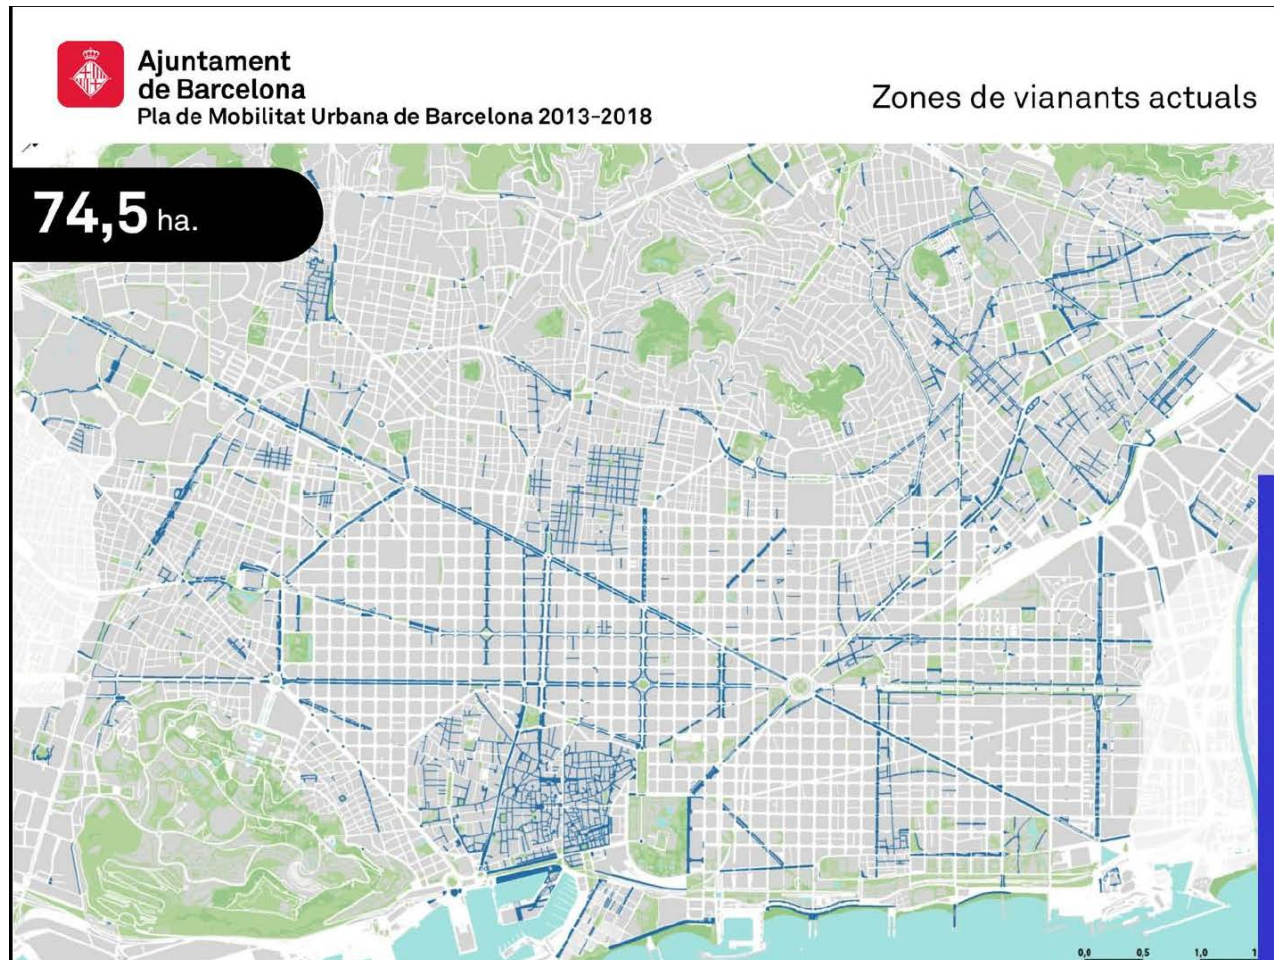 Ajuntament
de Barcelona
Pla de Mobilitat Urbana de Barcelona 2013-2018
Zones de vianants actuals
74,5 ha.
0,0 0,5 1,0 1